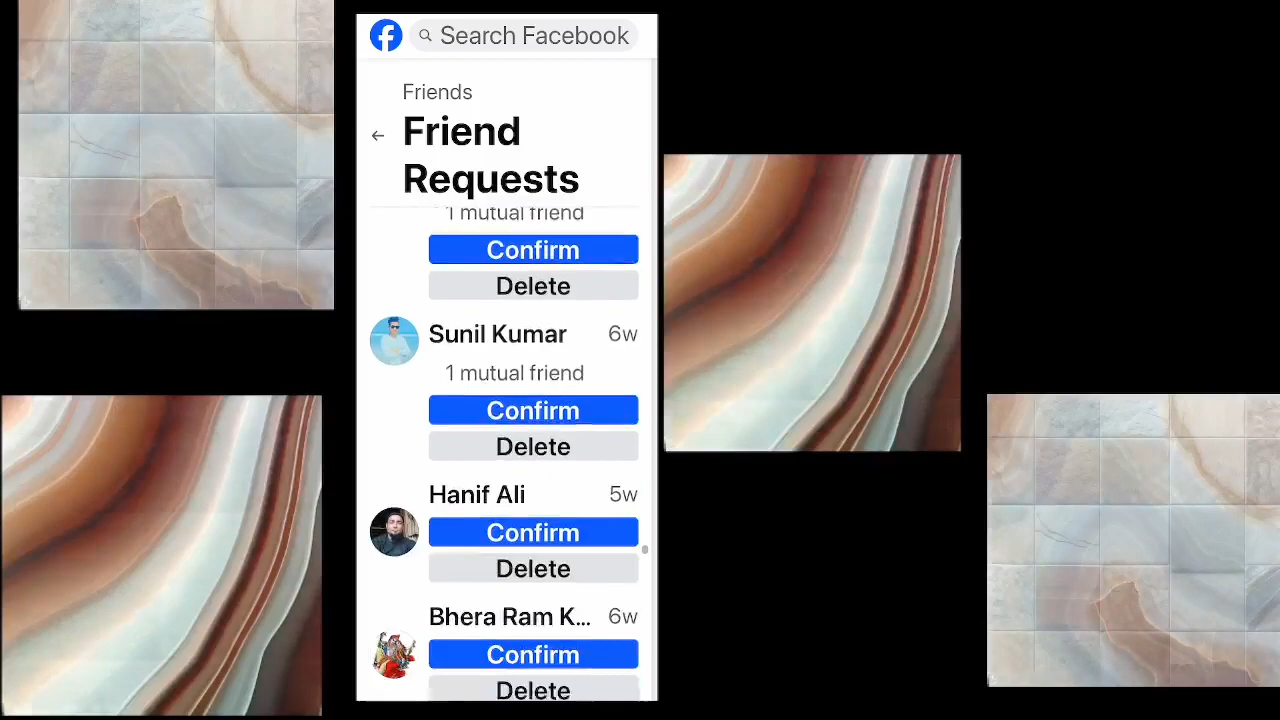 Search Facebook
Friends
Friend
Requests
1 mutual friend
Confirm
Delete
Sunil Kumar 6w
1 mutual friend
Confirm
Delete
Hanif Ali 5w
Confirm
Delete
Bhera Ram K... 6w
Confirm
Delete